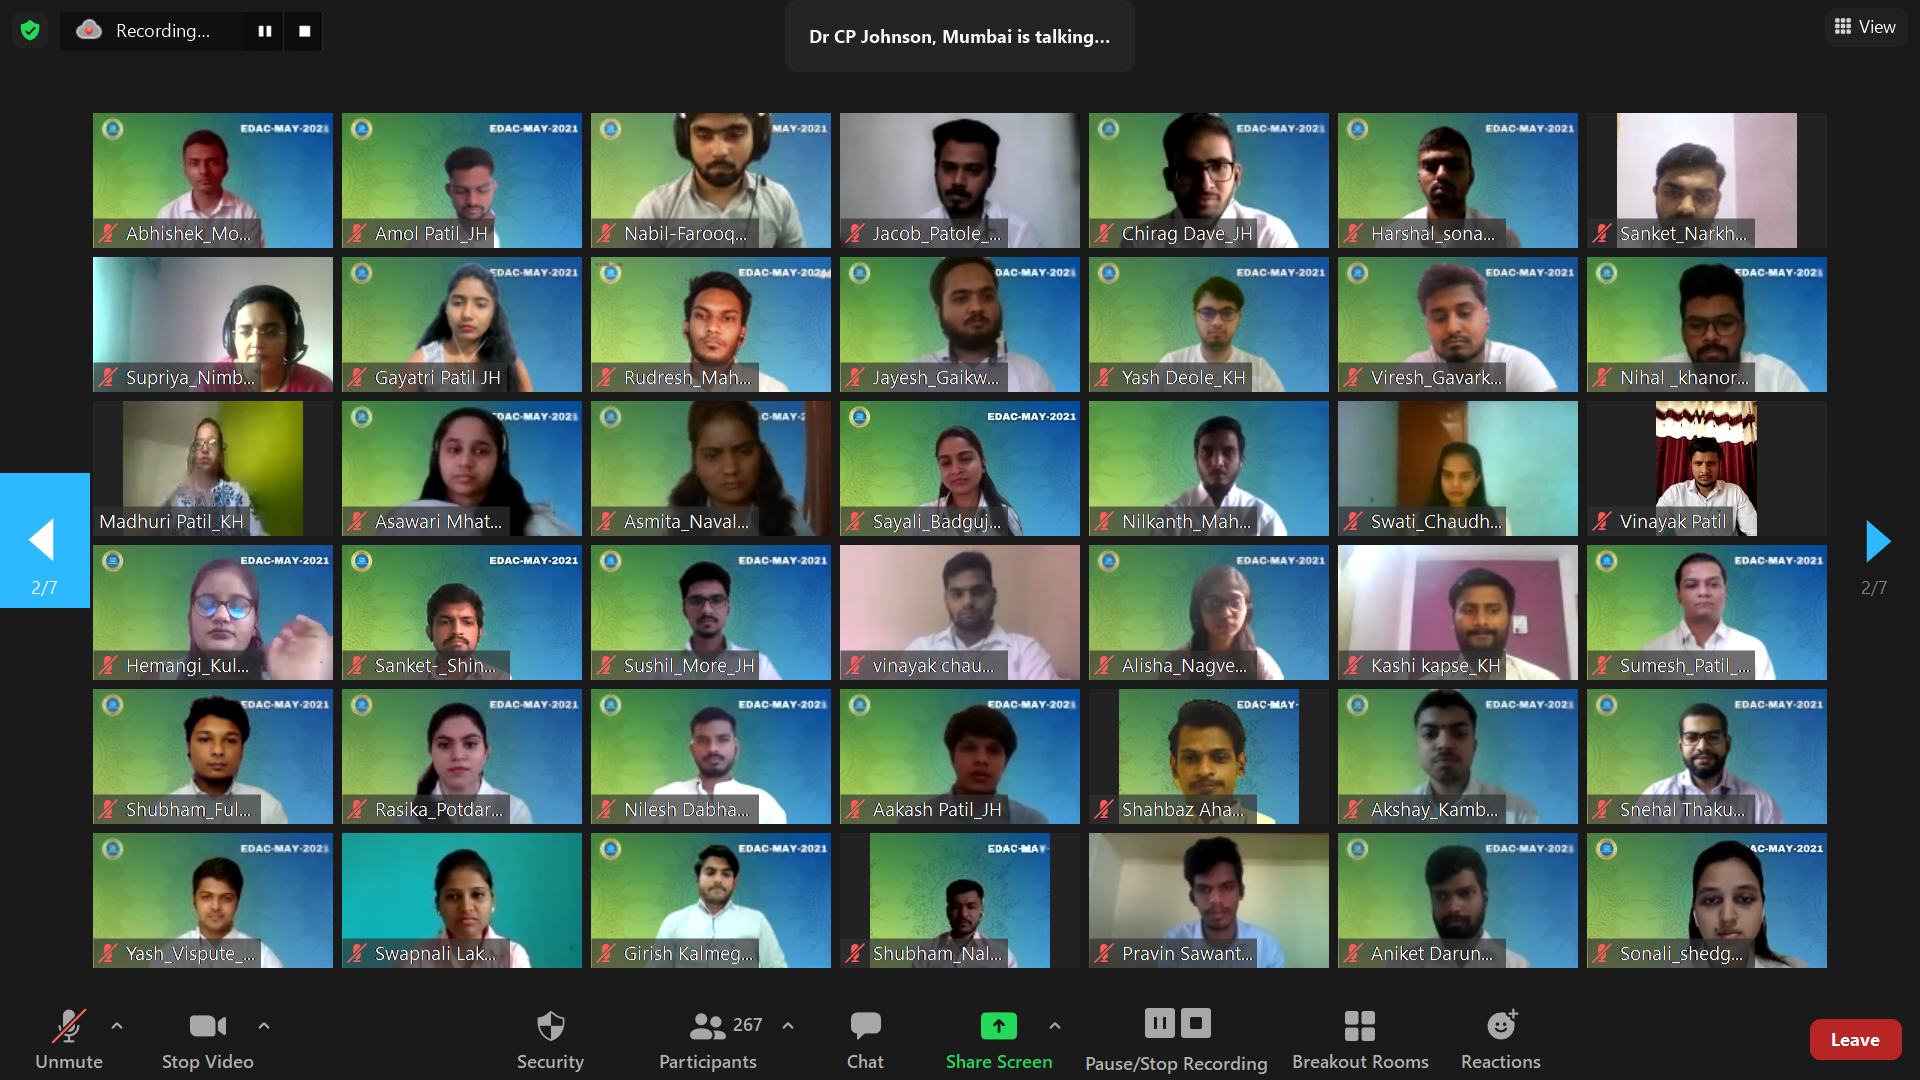 Recording...
Dr CP Johnson, Mumbai is talking...
View
EDAC-MAY-2021
Abhishek_Mo...
EDAC-MAY-2021
Amol Patil_JH
MAY-2021
Nabil-Farooq...
Jacob_Patole_...
EDAC-MAY-2021
Chirag Dave_JH
EDAC-MAY-2021
Harshal_sona...
Sanket_Narkh...
Supriya_Nimb...
EDAC-MAY-2021
Gayatri Patil JH
EDAC-MAY-2021
Rudresh_Mah...
DAC-MAY-2021
Jayesh_Gaikw...
EDAC-MAY-2021
Yash Deole_KH
EDAC-MAY-2021
Viresh_Gavark...
EDAC-MAY-2021
Nihal _khanor...
Madhuri Patil_KH
EDAC-MAY-2021
Asawari Mhat...
AC-MAY-2
Asmita_Naval...
EDAC-MAY-2021
Sayali_Badguj...
Nilkanth_Mah...
Swati_Chaudh...
Vinayak Patil
2/7
2/7
EDAC-MAY-2021
Hemangi_Kul...
EDAC-MAY-2021
Sanket-_Shin...
EDAC-MAY-2021
Sushil_More_JH
vinayak chau...
EDAC-MAY-2021
Alisha_Nagve...
Kashi kapse_KH
EDAC-MAY-2021
Sumesh_Patil_...
EDAC-MAY-2021
Shubham_Ful...
EDAC-MAY-2021
Rasika_Potdar...
EDAC-MAY-2021
Nilesh Dabha...
EDAC-MAY-2021
Aakash Patil_JH
EDAC-MAY-
Shahbaz Aha...
EDAC-MAY-2021
Akshay_Kamb...
EDAC-MAY-2021
Snehal Thaku...
EDAC-MAY-2021
Yash_Vispute_...
Swapnali Lak...
EDAC-MAY-2021
Girish Kalmeg...
EDAC-MAY-
Shubham_Nal...
Pravin Sawant...
EDAC-MAY-2021
Aniket Darun...
AC-MAY-2021
Sonali_shedg...
267
Unmute
Stop Video
Security
Participants
Chat
Share Screen
Pause/Stop Recording
Breakout Rooms
Reactions
Leave